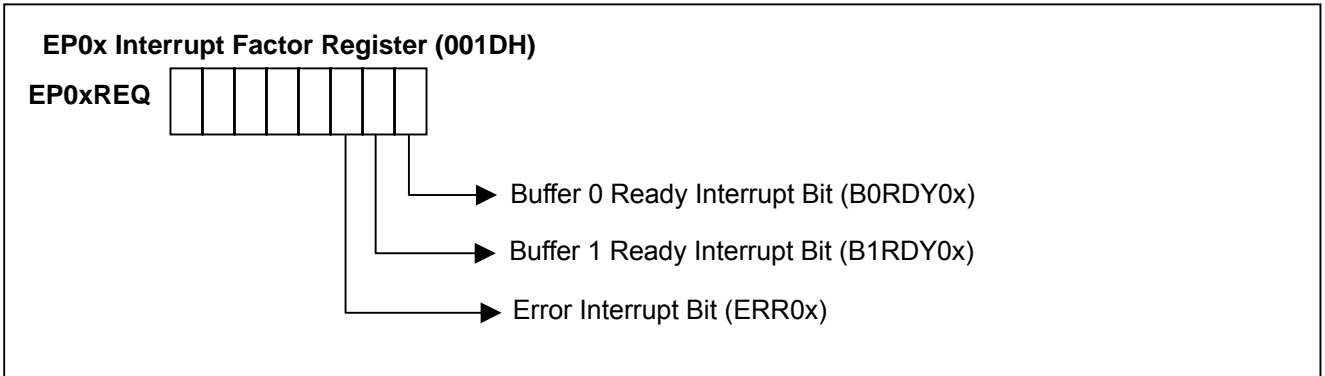 EP0x Interrupt Factor Register (001DH)
EP0xREQ
Buffer 0 Ready Interrupt Bit (B0RDY0x)
Buffer 1 Ready Interrupt Bit (B1RDY0x)
Error Interrupt Bit (ERR0x)